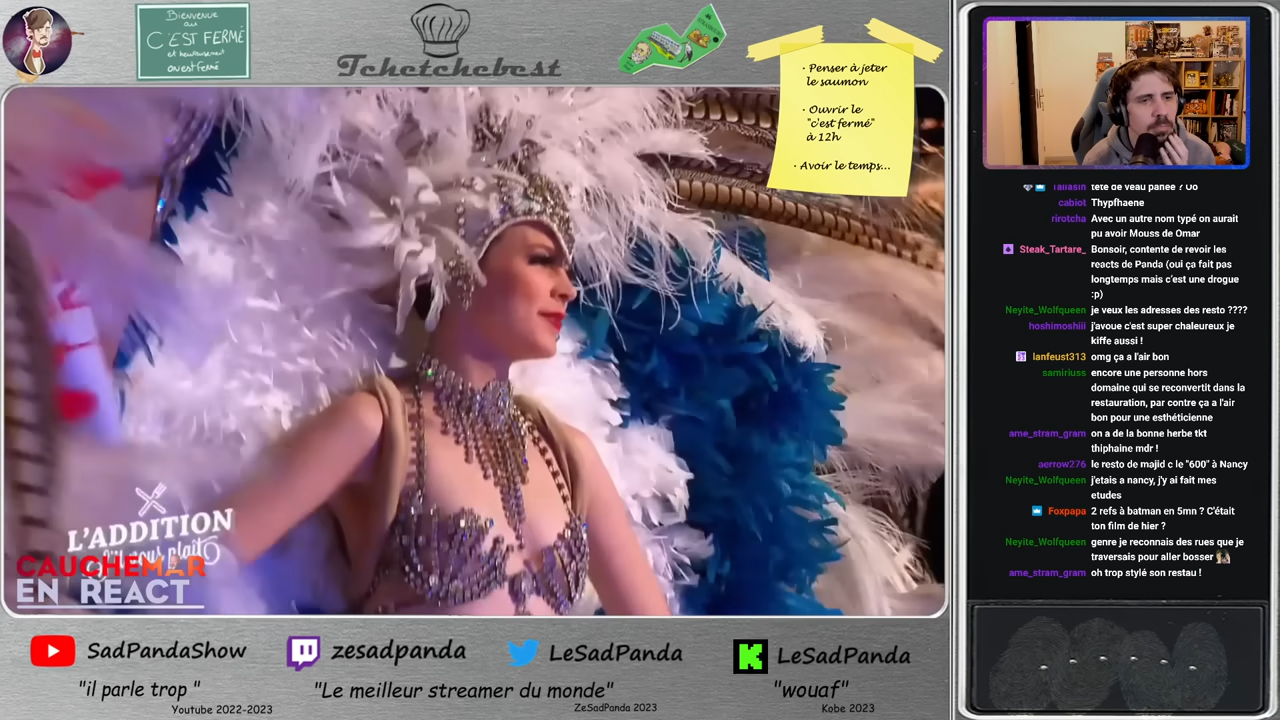 Bienvenue
au
C'EST FERMÉ
et heureusement
on est fermé
Tchetchebest
· Penser à jeter
le saumon
· Ouvrir le
"c'est fermé"
à 12h
· Avoir le temps...
L'ADDITION
s'il vous plaît
CAUCHEMAR
EN REACT
Tallasin tête de veau panée ? Oo
cabiot Thypfhaene
rirotcha Avec un autre nom typé on aurait
pu avoir Mouss de Omar
Steak_Tartare_ Bonsoir, contente de revoir les
reacts de Panda (oui ça fait pas
longtemps mais c'est une drogue
:p)
Neyite_Wolfqueen je veux les adresses des resto ????
hoshimoshiii j'avoue c'est super chaleureux je
kiffe aussi !
lanfeust313 omg ça a l'air bon
samiriuss encore une personne hors
domaine qui se reconvertit dans la
restauration, par contre ça a l'air
bon pour une esthéticienne
ame_stram_gram on a de la bonne herbe tkt
thiphaine mdr !
aerrow276 le resto de majid c le "600" à Nancy
Neyite_Wolfqueen j'etais a nancy, j'y ai fait mes
etudes
Foxpapa 2 refs à batman en 5mn ? C'était
ton film de hier ?
Neyite_Wolfqueen genre je reconnais des rues que je
traversais pour aller bosser
ame_stram_gram oh trop stylé son restau !
SadPandaShow
zesadpanda
LeSadPanda
LeSadPanda
"il parle trop "
Youtube 2022-2023
"Le meilleur streamer du monde"
ZeSadPanda 2023
"wouaf"
Kobe 2023